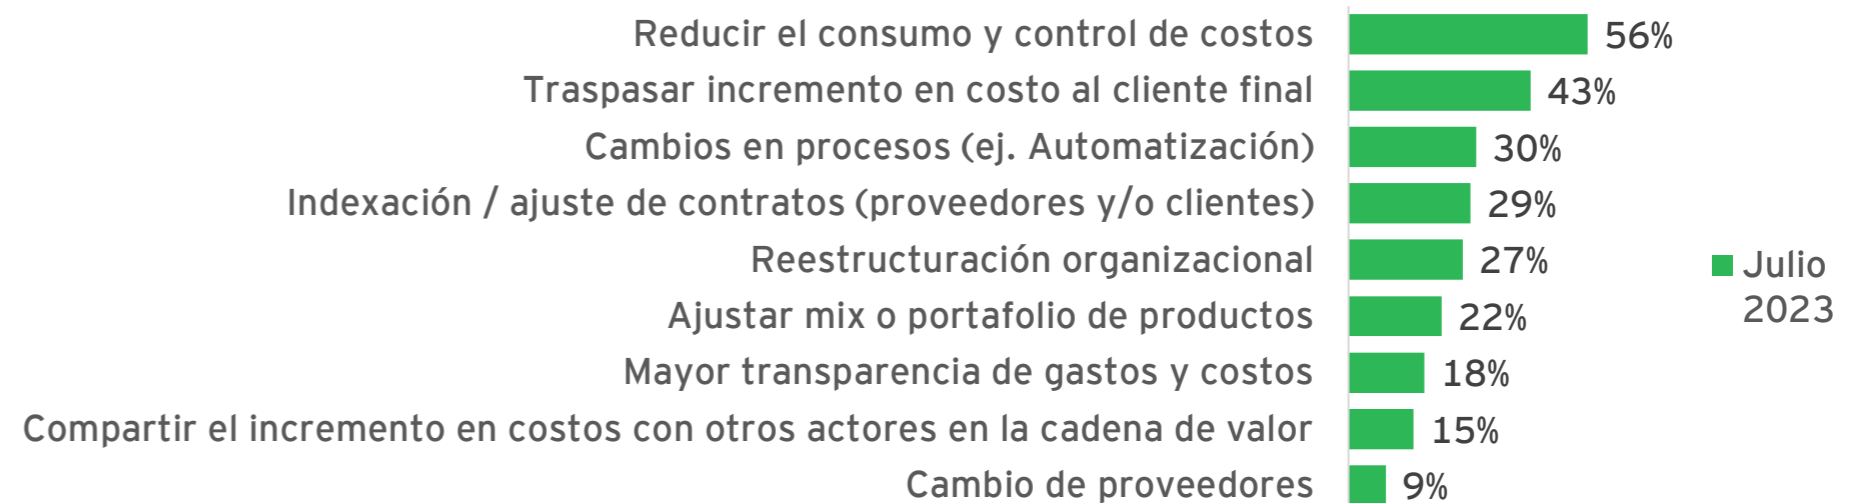 Reducir el consumo y control de costos 56%
Traspasar incremento en costo al cliente final 43%
Cambios en procesos (ej. Automatización) 30%
Indexación / ajuste de contratos (proveedores y/o clientes) 29%
Reestructuración organizacional 27%
Ajustar mix o portafolio de productos 22%
Mayor transparencia de gastos y costos 18%
Compartir el incremento en costos con otros actores en la cadena de valor 15%
Cambio de proveedores 9%
Julio
2023